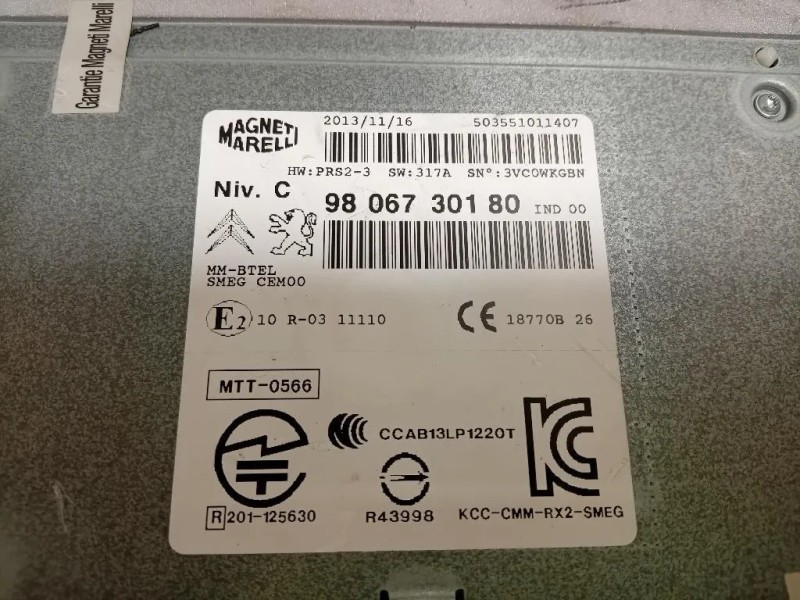 Garantie Magneti Marelli
MAGNETI
MARELLI
2013/11/16 503551011407
HW:PRS2-3 SW:317A SN°:3VC0WKGBN
Niv. C 98 067 301 80 IND 00
MM-BTEL
SMEG CEM00
E2 10 R-03 11110 CE 18770B 26
MTT-0566
CCAB13LP1220T
R 201-125630 R43998 KCC-CMM-RX2-SMEG